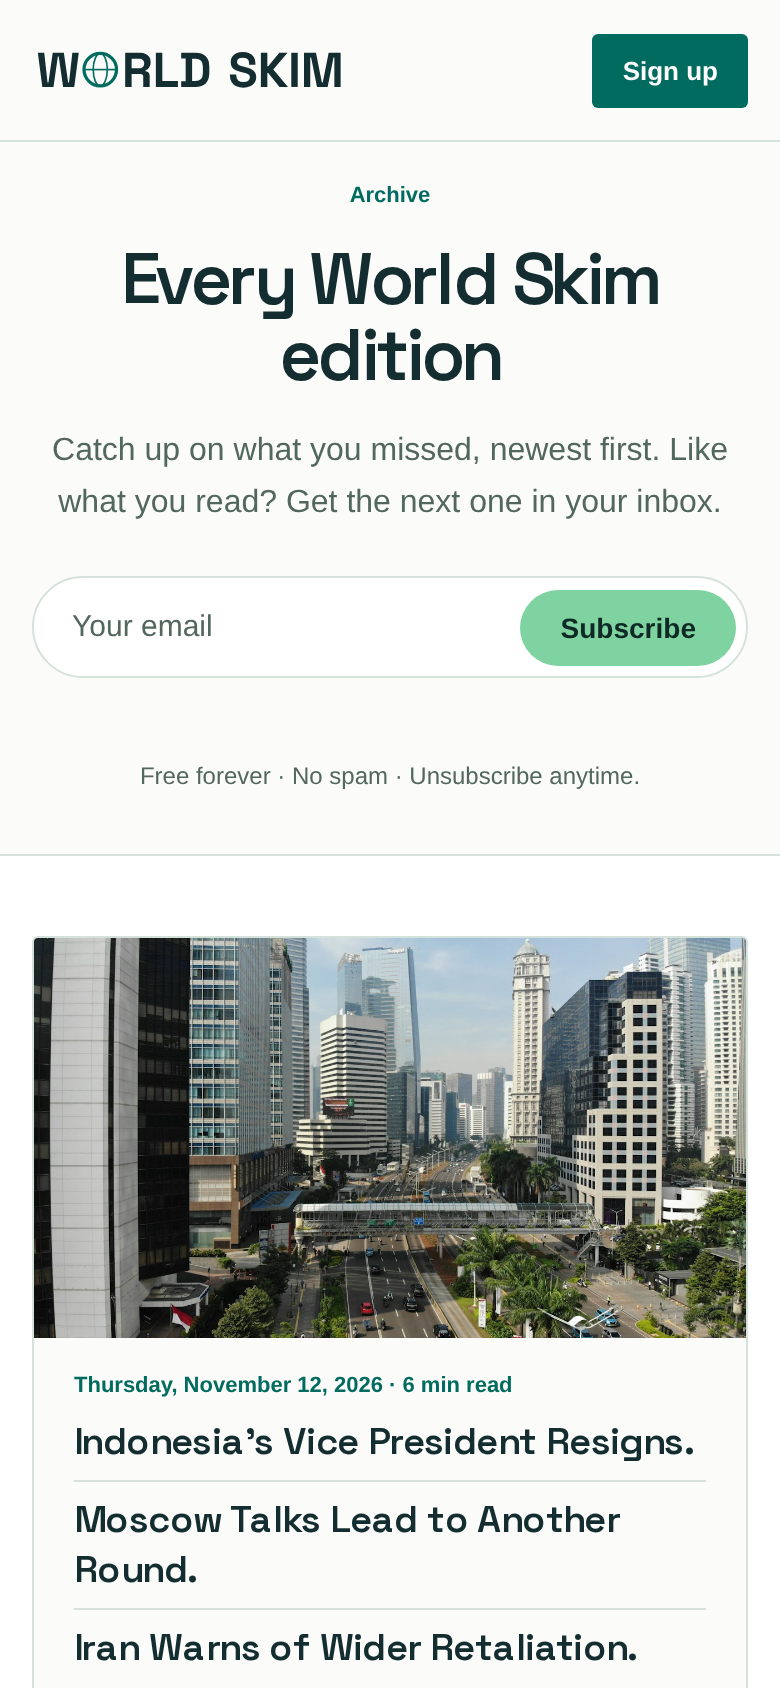 WORLD SKIM
Sign up
Archive
Every World Skim
edition
Catch up on what you missed, newest first. Like
what you read? Get the next one in your inbox.
Your email
Subscribe
Free forever · No spam · Unsubscribe anytime.
Thursday, November 12, 2026 · 6 min read
Indonesia’s Vice President Resigns.
Moscow Talks Lead to Another
Round.
Iran Warns of Wider Retaliation.